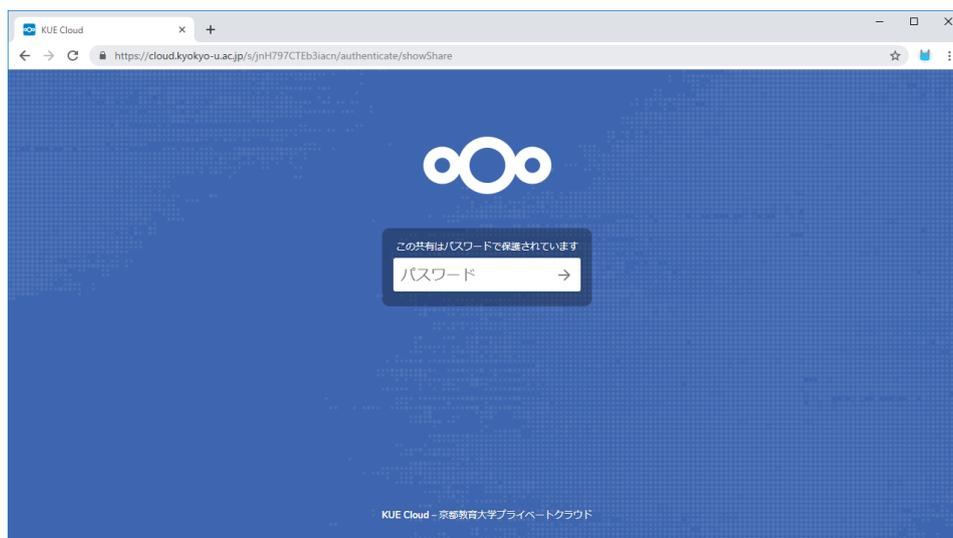 KUE Cloud
https://cloud.kyokyo-u.ac.jp/s/jnH797CTEb3iacn/authenticate/showShare
この共有はパスワードで保護されています
パスワード
KUE Cloud – 京都教育大学プライベートクラウド